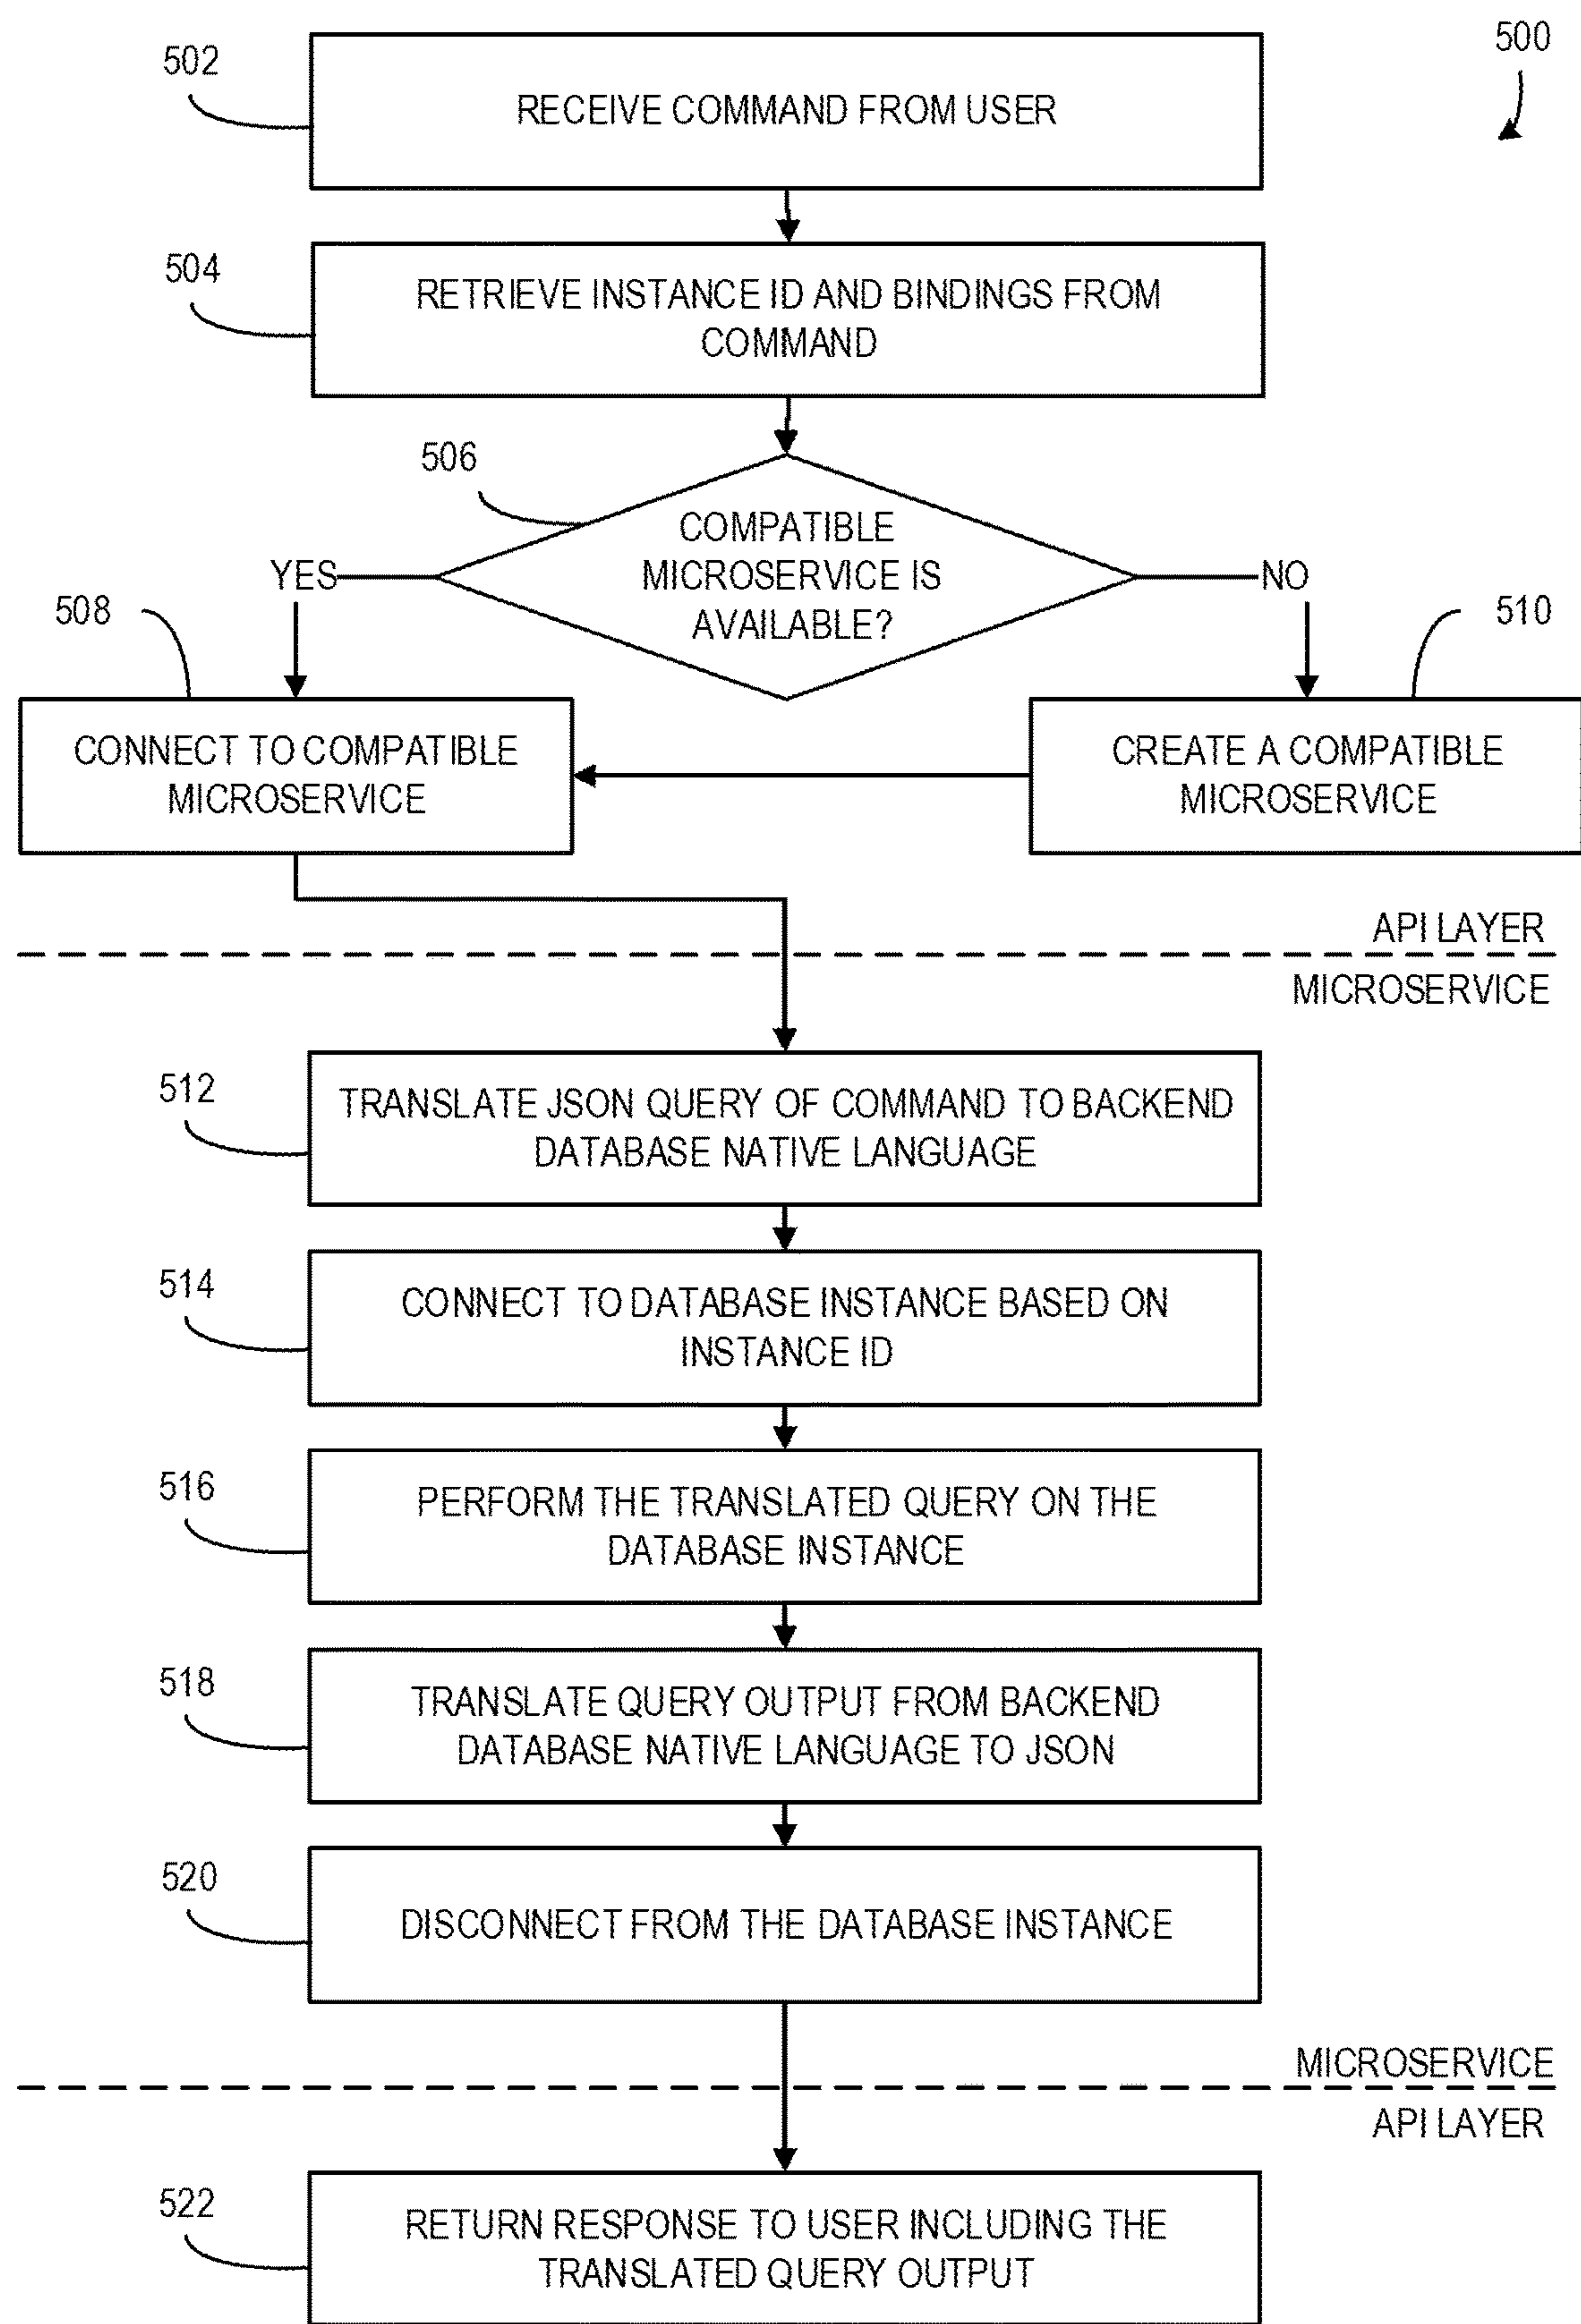 500
502
RECEIVE COMMAND FROM USER
504
RETRIEVE INSTANCE ID AND BINDINGS FROM
COMMAND
506
COMPATIBLE
MICROSERVICE IS
AVAILABLE?
YES
NO
508
510
CONNECT TO COMPATIBLE
MICROSERVICE
CREATE A COMPATIBLE
MICROSERVICE
API LAYER
MICROSERVICE
512
TRANSLATE JSON QUERY OF COMMAND TO BACKEND
DATABASE NATIVE LANGUAGE
514
CONNECT TO DATABASE INSTANCE BASED ON
INSTANCE ID
516
PERFORM THE TRANSLATED QUERY ON THE
DATABASE INSTANCE
518
TRANSLATE QUERY OUTPUT FROM BACKEND
DATABASE NATIVE LANGUAGE TO JSON
520
DISCONNECT FROM THE DATABASE INSTANCE
MICROSERVICE
API LAYER
522
RETURN RESPONSE TO USER INCLUDING THE
TRANSLATED QUERY OUTPUT